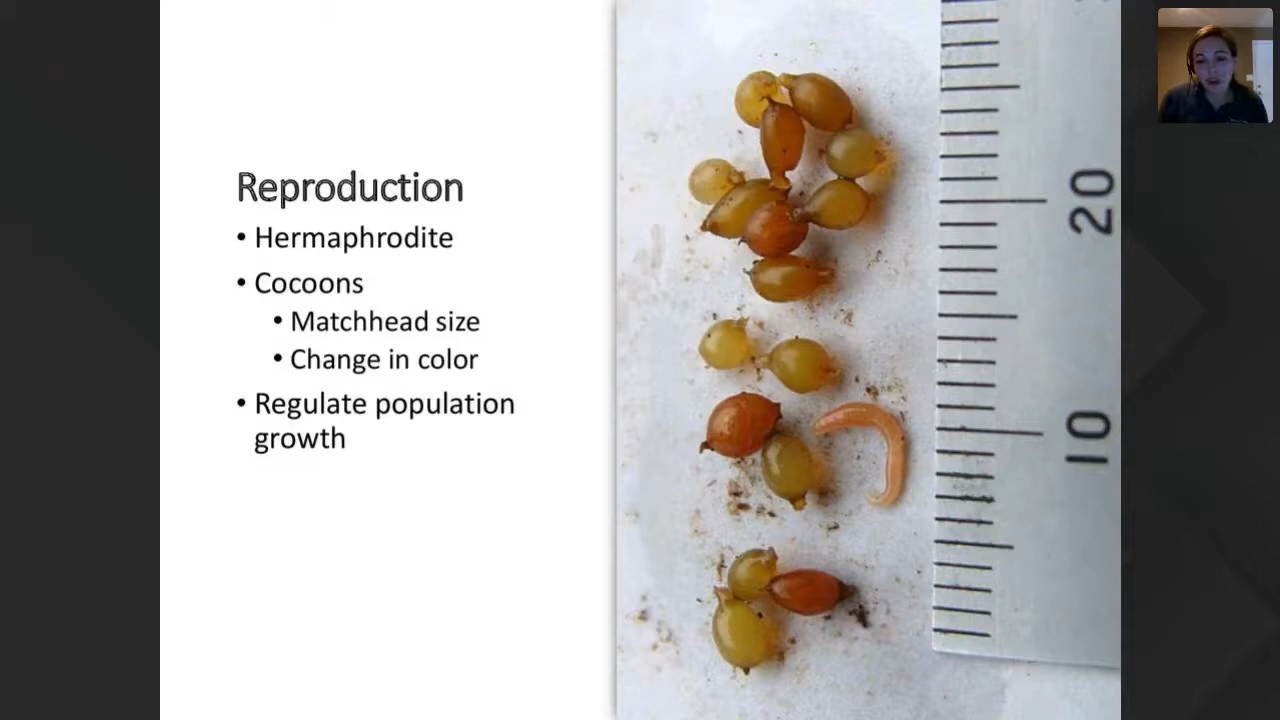 Reproduction
• Hermaphrodite
• Cocoons
• Matchhead size
• Change in color
• Regulate population
growth
20
10